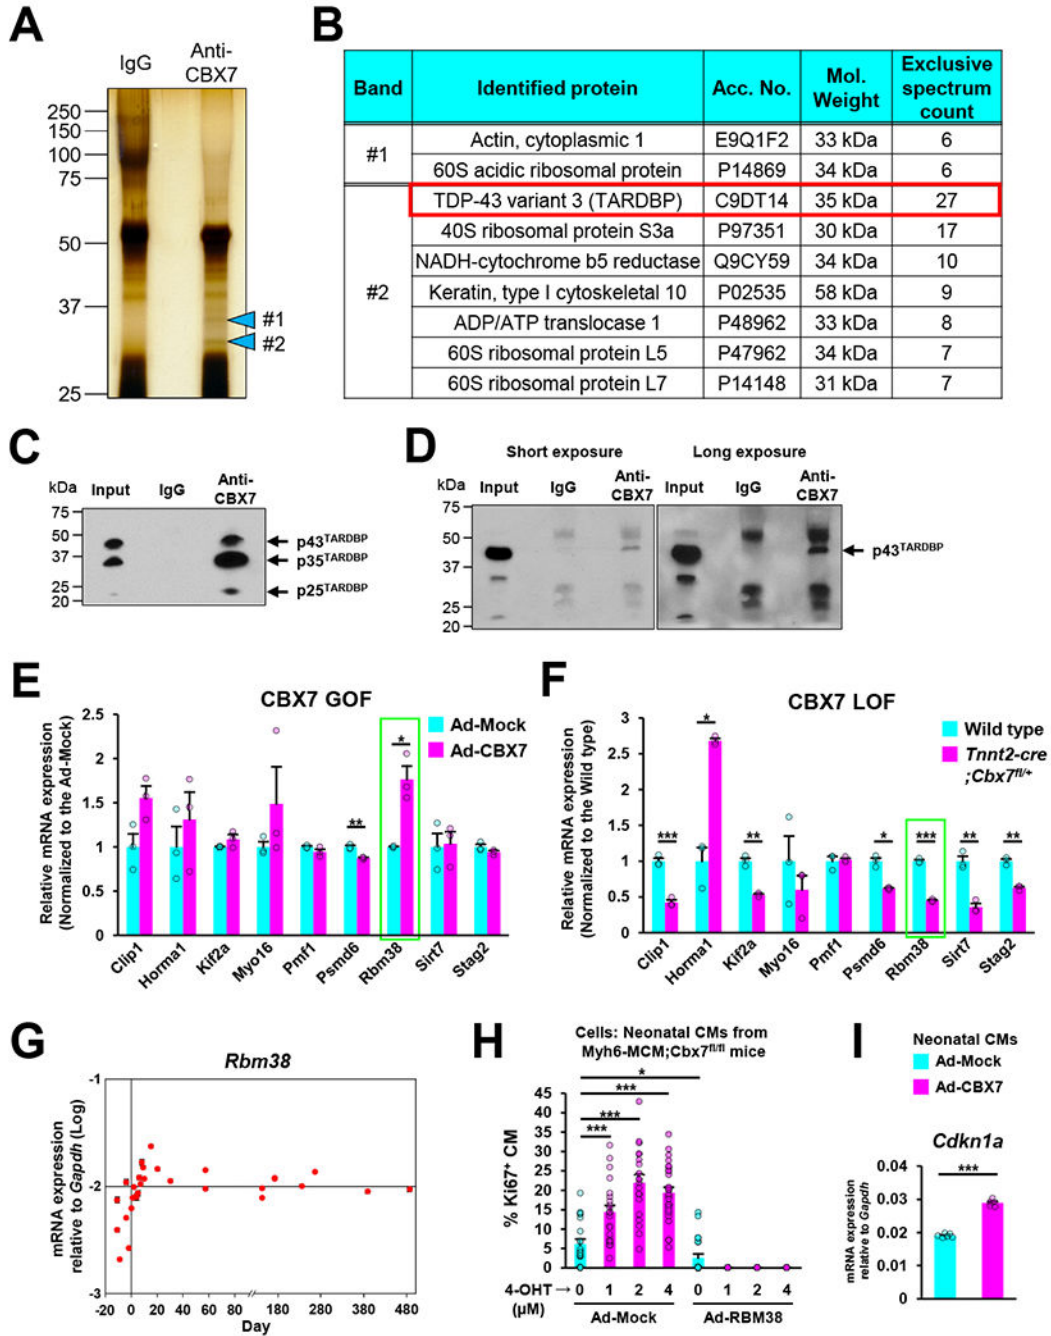 A
IgG
Anti-
CBX7
250
150
100
75
50
37
25
#1
#2
B
Band
Identified protein
Acc. No.
Mol. Weight
Exclusive spectrum count
#1
Actin, cytoplasmic 1 E9Q1F2 33 kDa 6
60S acidic ribosomal protein P14869 34 kDa 6
#2
TDP-43 variant 3 (TARDBP) C9DT14 35 kDa 27
40S ribosomal protein S3a P97351 30 kDa 17
NADH-cytochrome b5 reductase Q9CY59 34 kDa 10
Keratin, type I cytoskeletal 10 P02535 58 kDa 9
ADP/ATP translocase 1 P48962 33 kDa 8
60S ribosomal protein L5 P47962 34 kDa 7
60S ribosomal protein L7 P14148 31 kDa 7
C
kDa
Input IgG Anti-
CBX7
75
50
37
25
20
p43TARDBP
p35TARDBP
p25TARDBP
D
Short exposure
Long exposure
kDa
Input IgG Anti-
CBX7
Input IgG Anti-
CBX7
75
50
37
25
20
p43TARDBP
E
CBX7 GOF
Relative mRNA expression
(Normalized to the Ad-Mock)
2.5
2
1.5
1
0.5
0
Ad-Mock
Ad-CBX7
**
*
Clip1 Horma1 Kif2a Myo16 Pmf1 Psmd6 Rbm38 Sirt7 Stag2
F
CBX7 LOF
Relative mRNA expression
(Normalized to the Wild type)
3
2.5
2
1.5
1
0.5
0
Wild type
Tnnt2-cre
;Cbx7fl/+
***
*
**
*
***
**
**
Clip1 Horma1 Kif2a Myo16 Pmf1 Psmd6 Rbm38 Sirt7 Stag2
G
Rbm38
mRNA expression
relative to Gapdh (Log)
-1
-2
-3
-20 0 20 40 60 80 180 280 380 480
Day
H
Cells: Neonatal CMs from
Myh6-MCM;Cbx7fl/fl mice
% Ki67+ CM
45
40
35
30
25
20
15
10
5
0
*
***
***
***
4-OHT →
(μM)
0 1 2 4 0 1 2 4
Ad-Mock
Ad-RBM38
I
Neonatal CMs
Ad-Mock
Ad-CBX7
Cdkn1a
mRNA expression
relative to Gapdh
0.04
0.03
0.02
0.01
0
***